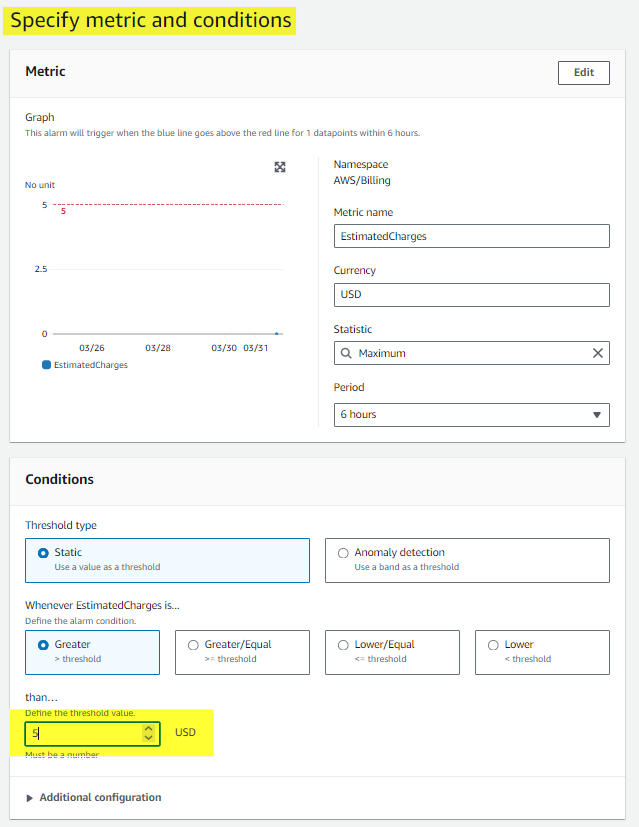 Specify metric and conditions
Metric
Edit
Graph
This alarm will trigger when the blue line goes above the red line for 1 datapoints within 6 hours.
No unit
5
5
2.5
0
03/26 03/28 03/30 03/31
EstimatedCharges
Namespace
AWS/Billing
Metric name
EstimatedCharges
Currency
USD
Statistic
Maximum
Period
6 hours
Conditions
Threshold type
Static
Use a value as a threshold
Anomaly detection
Use a band as a threshold
Whenever EstimatedCharges is...
Define the alarm condition.
Greater
> threshold
Greater/Equal
>= threshold
Lower/Equal
<= threshold
Lower
< threshold
than...
Define the threshold value.
5
USD
Must be a number
Additional configuration